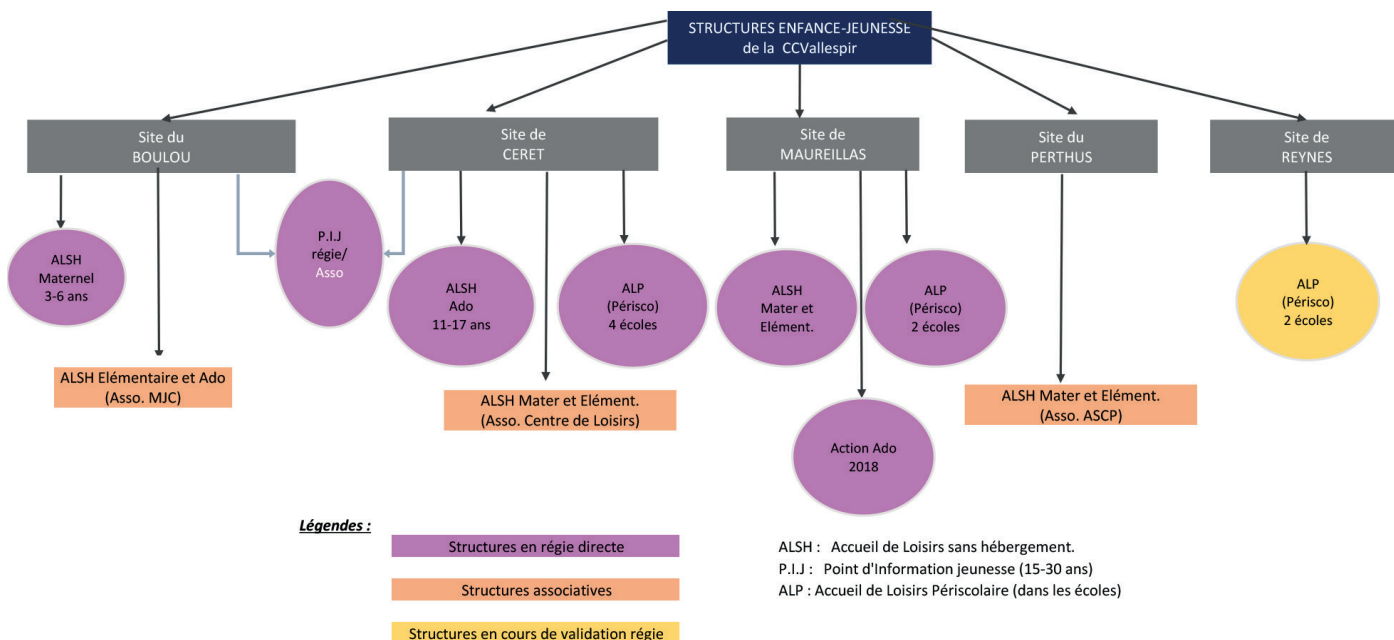 STRUCTURES ENFANCE-JEUNESSE
de la CCVallespir
Site du
BOULOU
Site de
CERET
Site de
MAUREILLAS
Site du
PERTHUS
Site de
REYNES
ALSH
Maternel
3-6 ans
P.I.J
régie/
Asso
ALSH
Ado
11-17 ans
ALP
(Périsco)
4 écoles
ALSH
Mater et
Elément.
ALP
(Périsco)
2 écoles
ALP
(Périsco)
2 écoles
ALSH Elémentaire et Ado
(Asso. MJC)
ALSH Mater et Elément.
(Asso. Centre de Loisirs)
ALSH Mater et Elément.
(Asso. ASCP)
Action Ado
2018
Légendes :
Structures en régie directe
Structures associatives
Structures en cours de validation régie
ALSH : Accueil de Loisirs sans hébergement.
P.I.J : Point d'Information jeunesse (15-30 ans)
ALP : Accueil de Loisirs Périscolaire (dans les écoles)